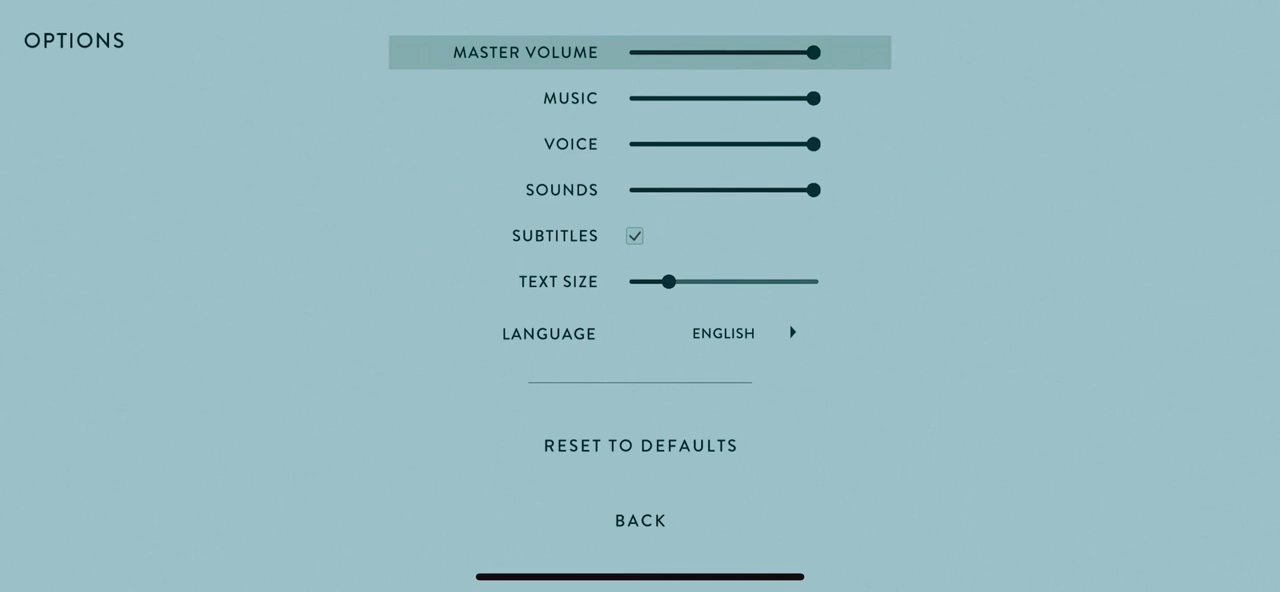 OPTIONS
MASTER VOLUME
MUSIC
VOICE
SOUNDS
SUBTITLES
TEXT SIZE
LANGUAGE ENGLISH
RESET TO DEFAULTS
BACK